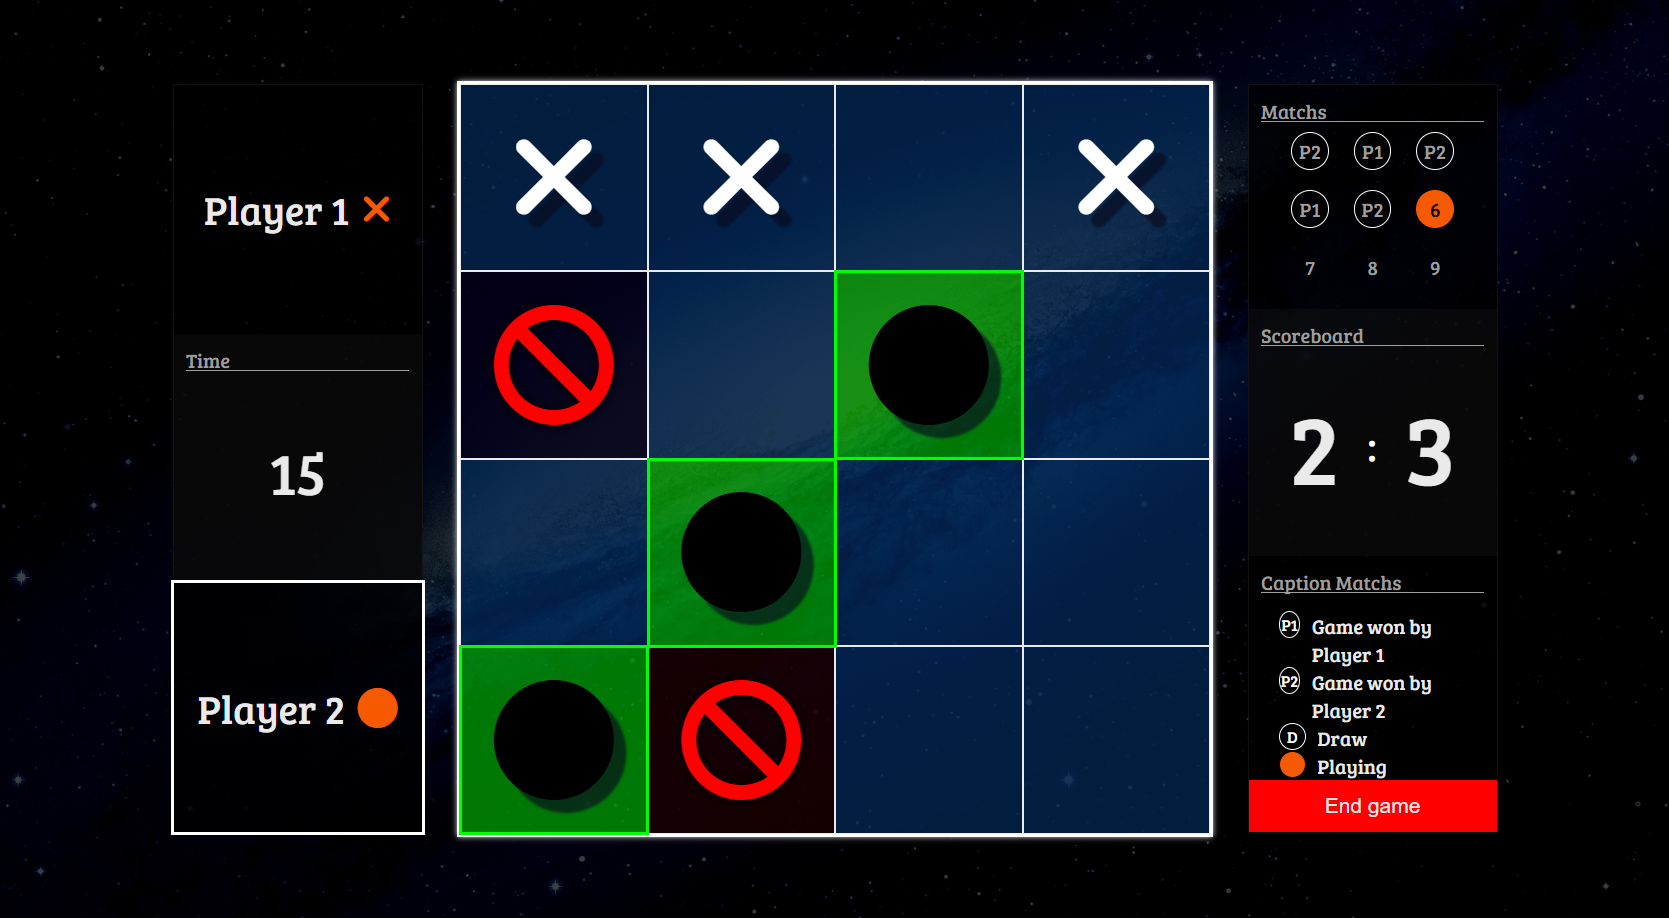 Player 1
Time
15
Player 2
Matchs
P2 P1 P2
P1 P2 6
7 8 9
Scoreboard
2 : 3
Caption Matchs
P1 Game won by
Player 1
P2 Game won by
Player 2
D Draw
Playing
End game